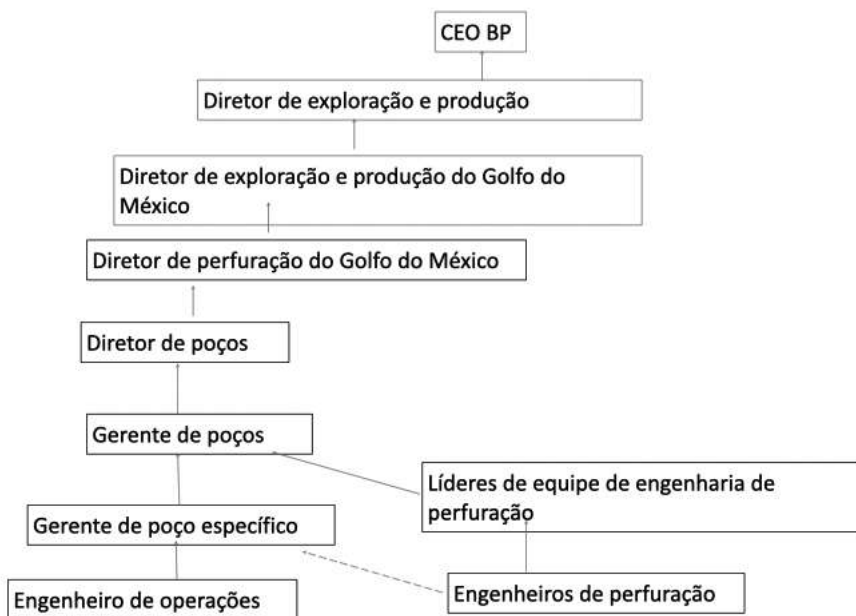 CEO BP
Diretor de exploração e produção
Diretor de exploração e produção do Golfo do
México
Diretor de perfuração do Golfo do México
Diretor de poços
Gerente de poços
Líderes de equipe de engenharia de
perfuração
Gerente de poço específico
Engenheiro de operações
Engenheiros de perfuração